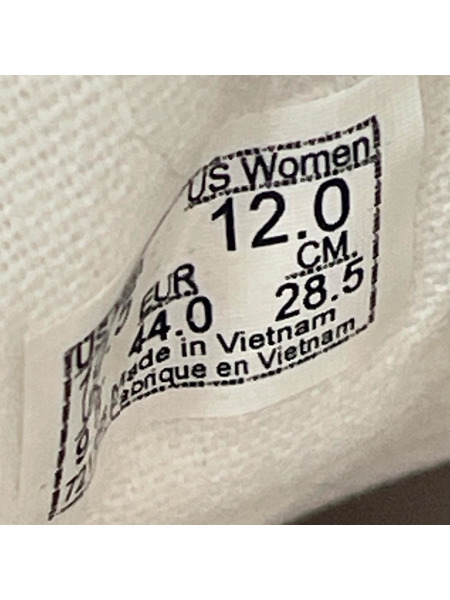 US Women
12.0
EUR CM.
44.0 28.5
Made in Vietnam
Fabrique en Vietnam